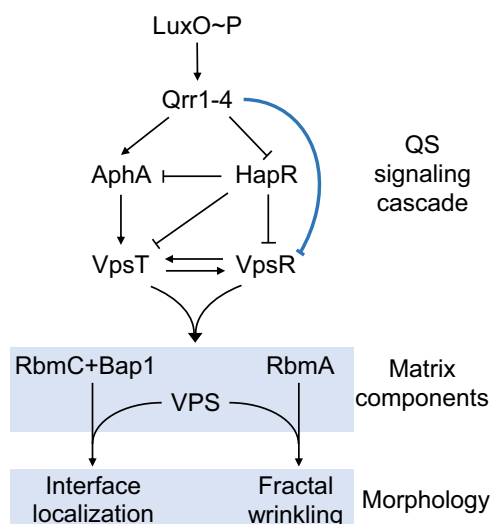 LuxO~P
Qrr1-4
AphA
HapR
QS
signaling
cascade
VpsT
VpsR
RbmC+Bap1
RbmA
VPS
Matrix
components
Interface
localization
Fractal
wrinkling
Morphology